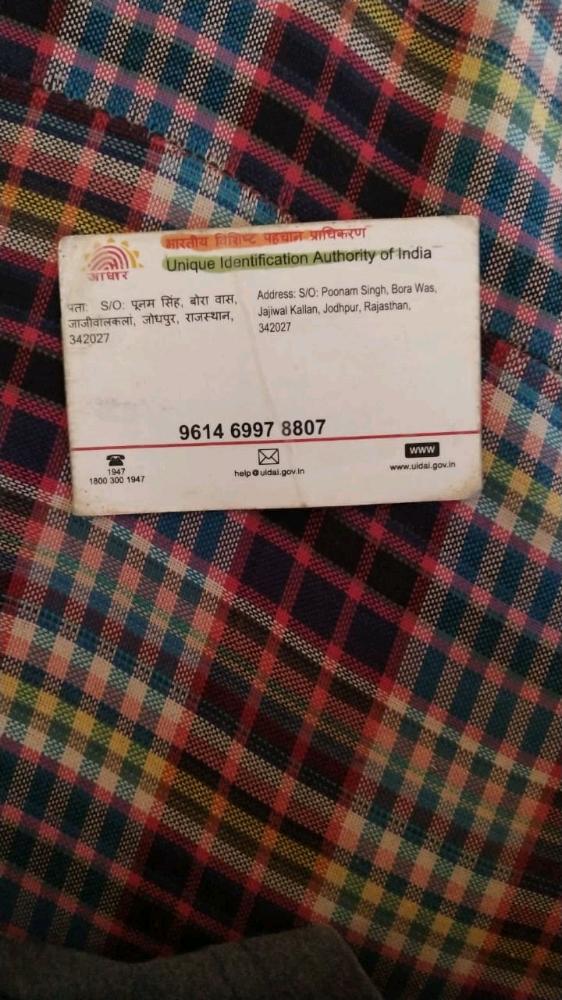 भारतीय विशिष्ट पहचान प्राधिकरण
Unique Identification Authority of India
आधार
पता: S/O: पूनम सिंह, बोरा वास,
जाजीवालकलां, जोधपुर, राजस्थान,
342027
Address: S/O: Poonam Singh, Bora Was,
Jajiwal Kallan, Jodhpur, Rajasthan,
342027
9614 6997 8807
1947
1800 300 1947
help@uidai.gov.in
WWW
www.uidai.gov.in